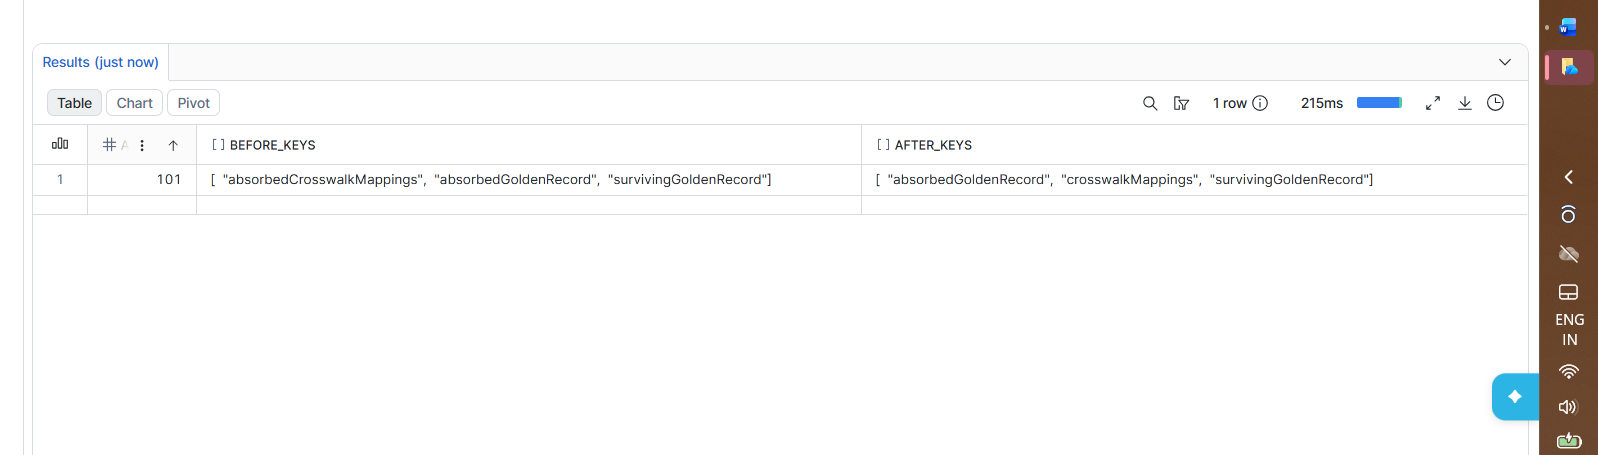 Results (just now)
Table Chart Pivot 1 row 215ms
A BEFORE_KEYS AFTER_KEYS
1 101 [ "absorbedCrosswalkMappings", "absorbedGoldenRecord", "survivingGoldenRecord"] [ "absorbedGoldenRecord", "crosswalkMappings", "survivingGoldenRecord"]
ENG
IN